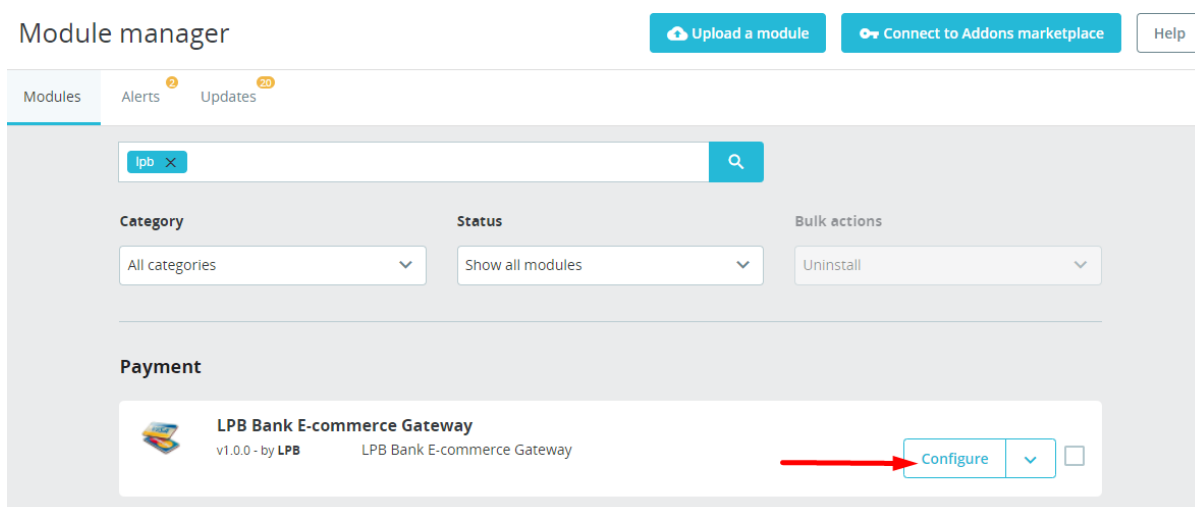 Module manager
Upload a module
Connect to Addons marketplace
Help
Modules
Alerts 2
Updates 20
lpb
Category
Status
Bulk actions
All categories
Show all modules
Uninstall
Payment
LPB Bank E-commerce Gateway
v1.0.0 - by LPB
LPB Bank E-commerce Gateway
Configure